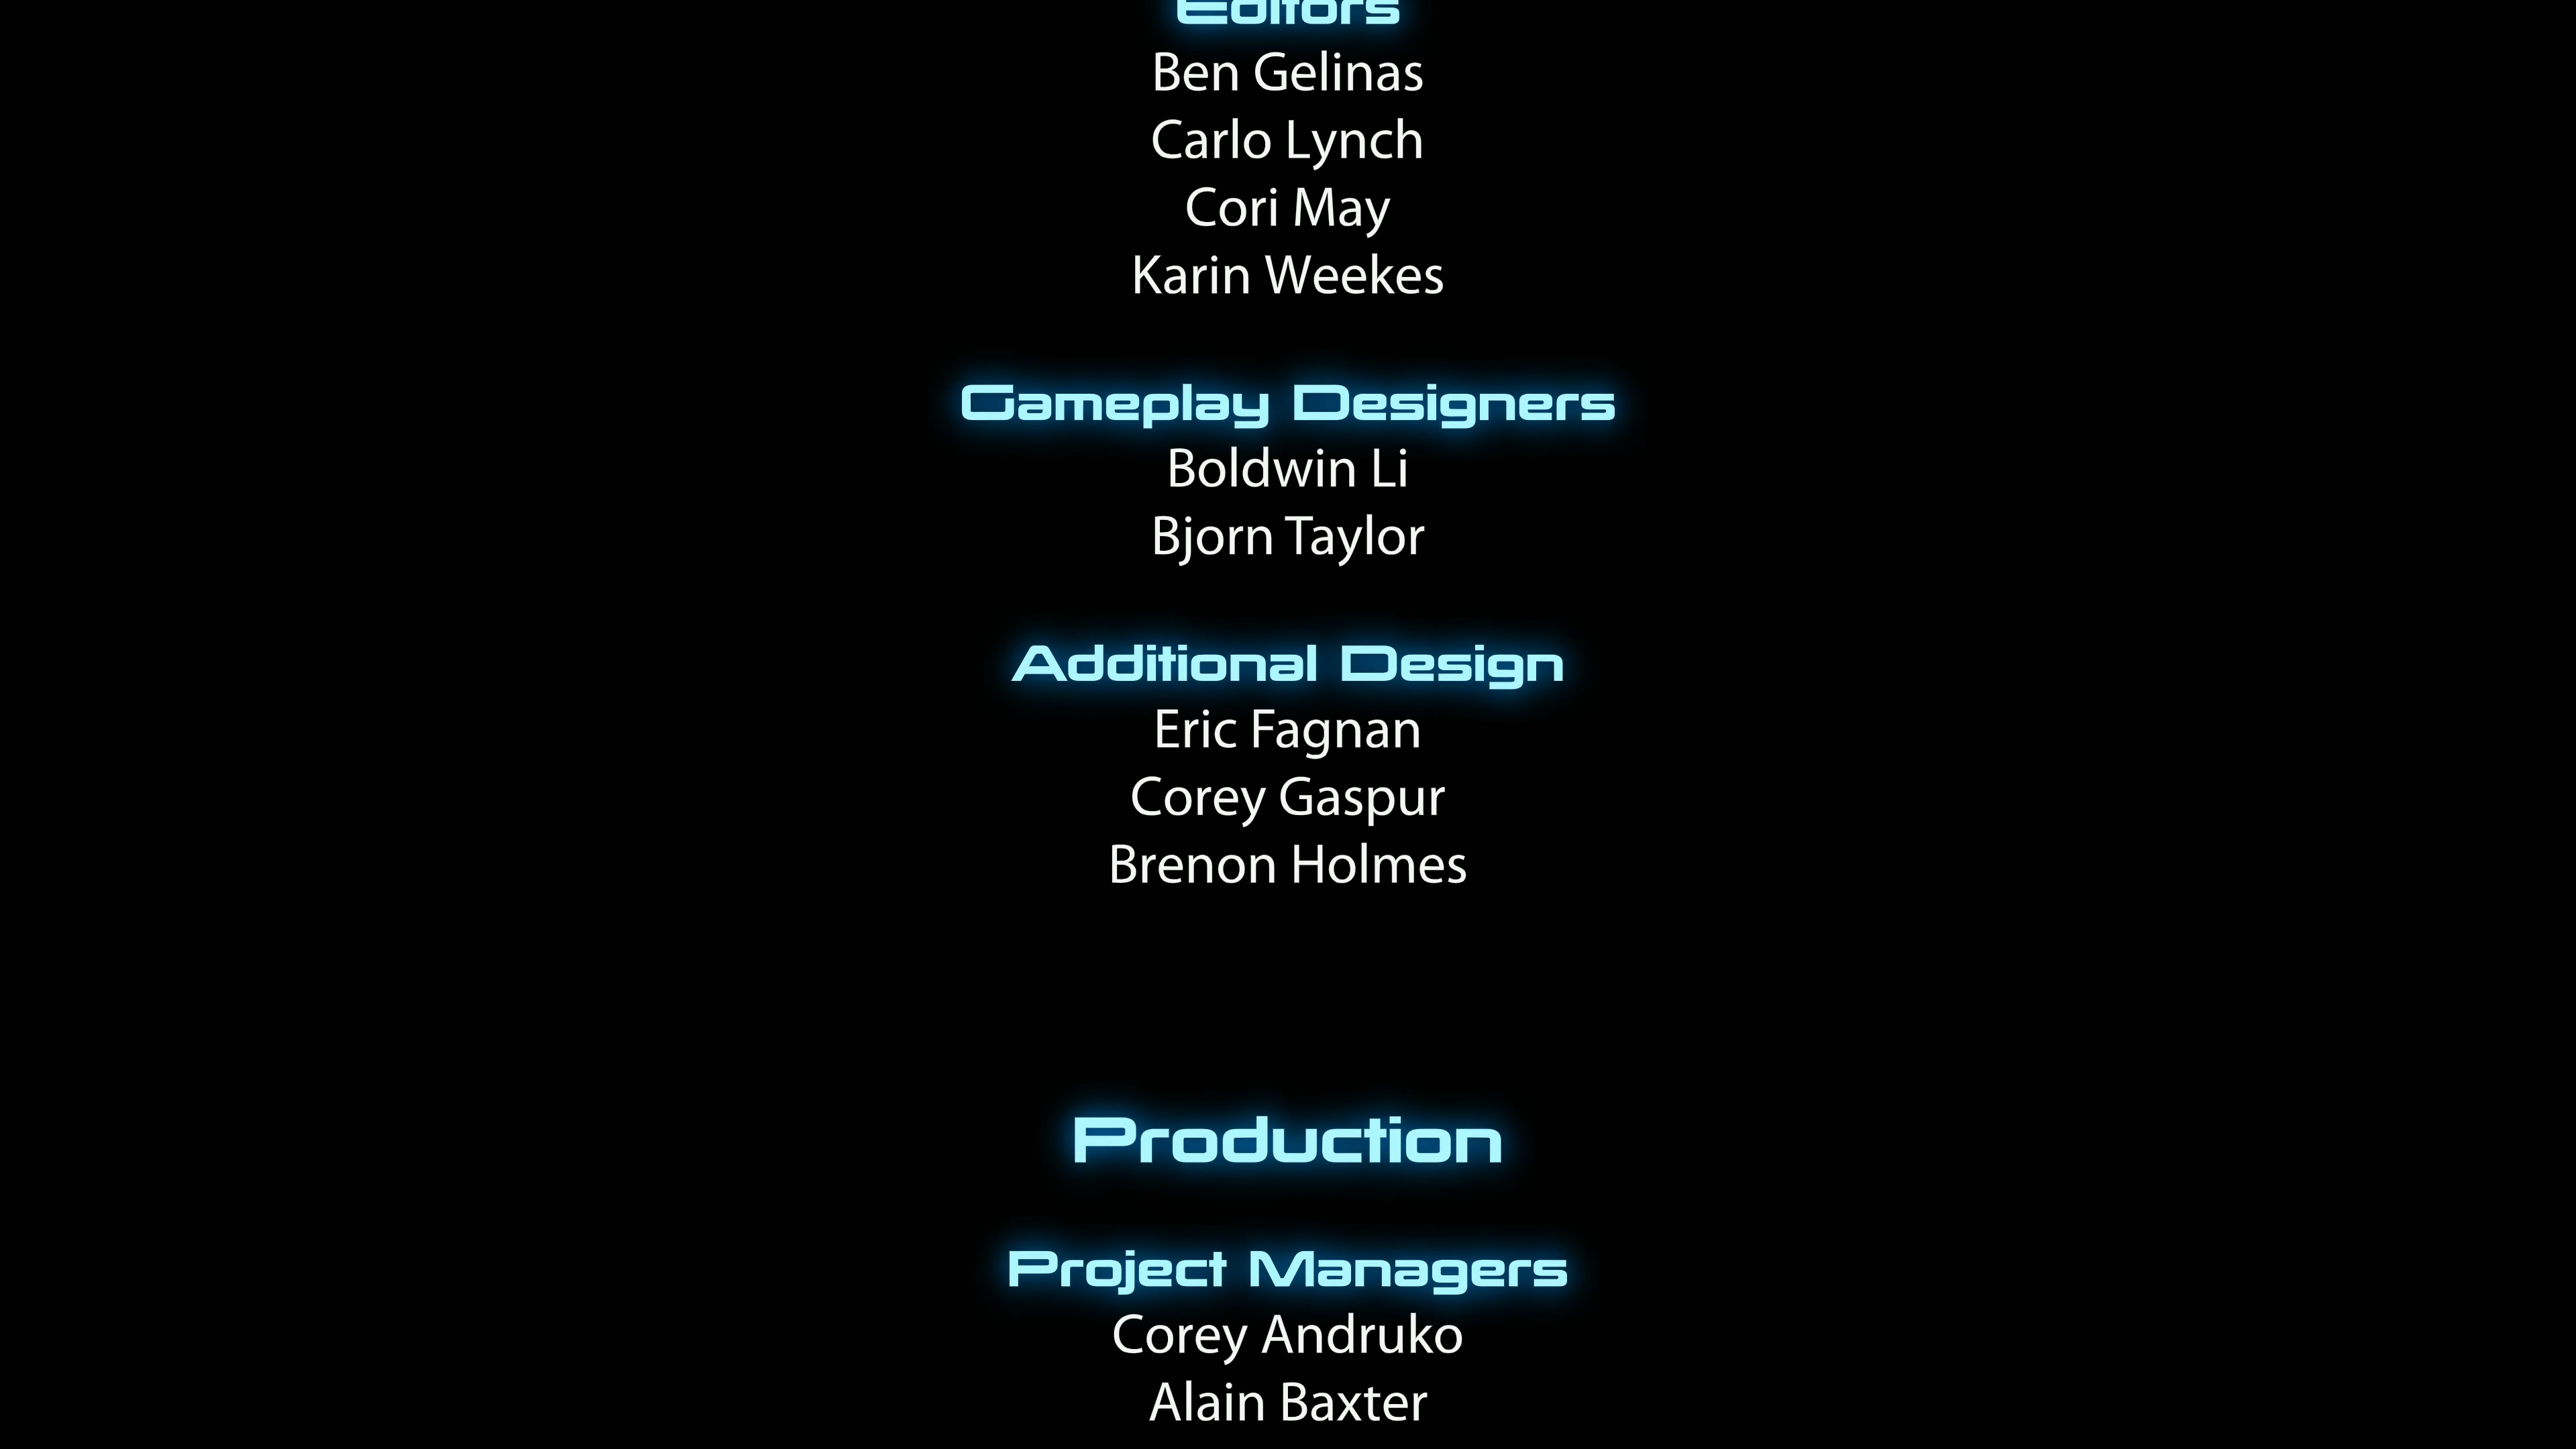 Editors
Ben Gelinas
Carlo Lynch
Cori May
Karin Weekes
Gameplay Designers
Boldwin Li
Bjorn Taylor
Additional Design
Eric Fagnan
Corey Gaspur
Brenon Holmes
Production
Project Managers
Corey Andruko
Alain Baxter